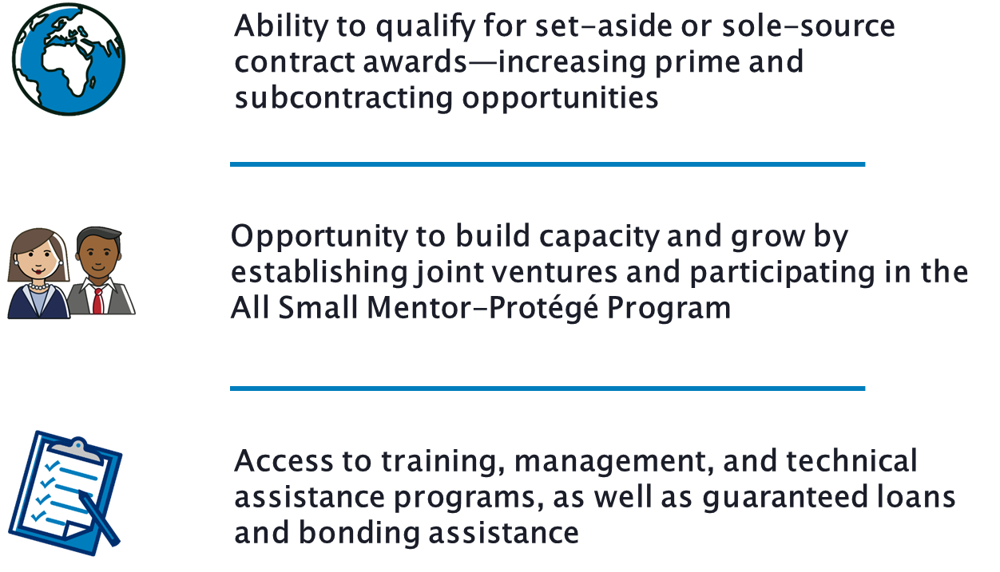 Ability to qualify for set-aside or sole-source
contract awards—increasing prime and
subcontracting opportunities
Opportunity to build capacity and grow by
establishing joint ventures and participating in the
All Small Mentor-Protégé Program
Access to training, management, and technical
assistance programs, as well as guaranteed loans
and bonding assistance